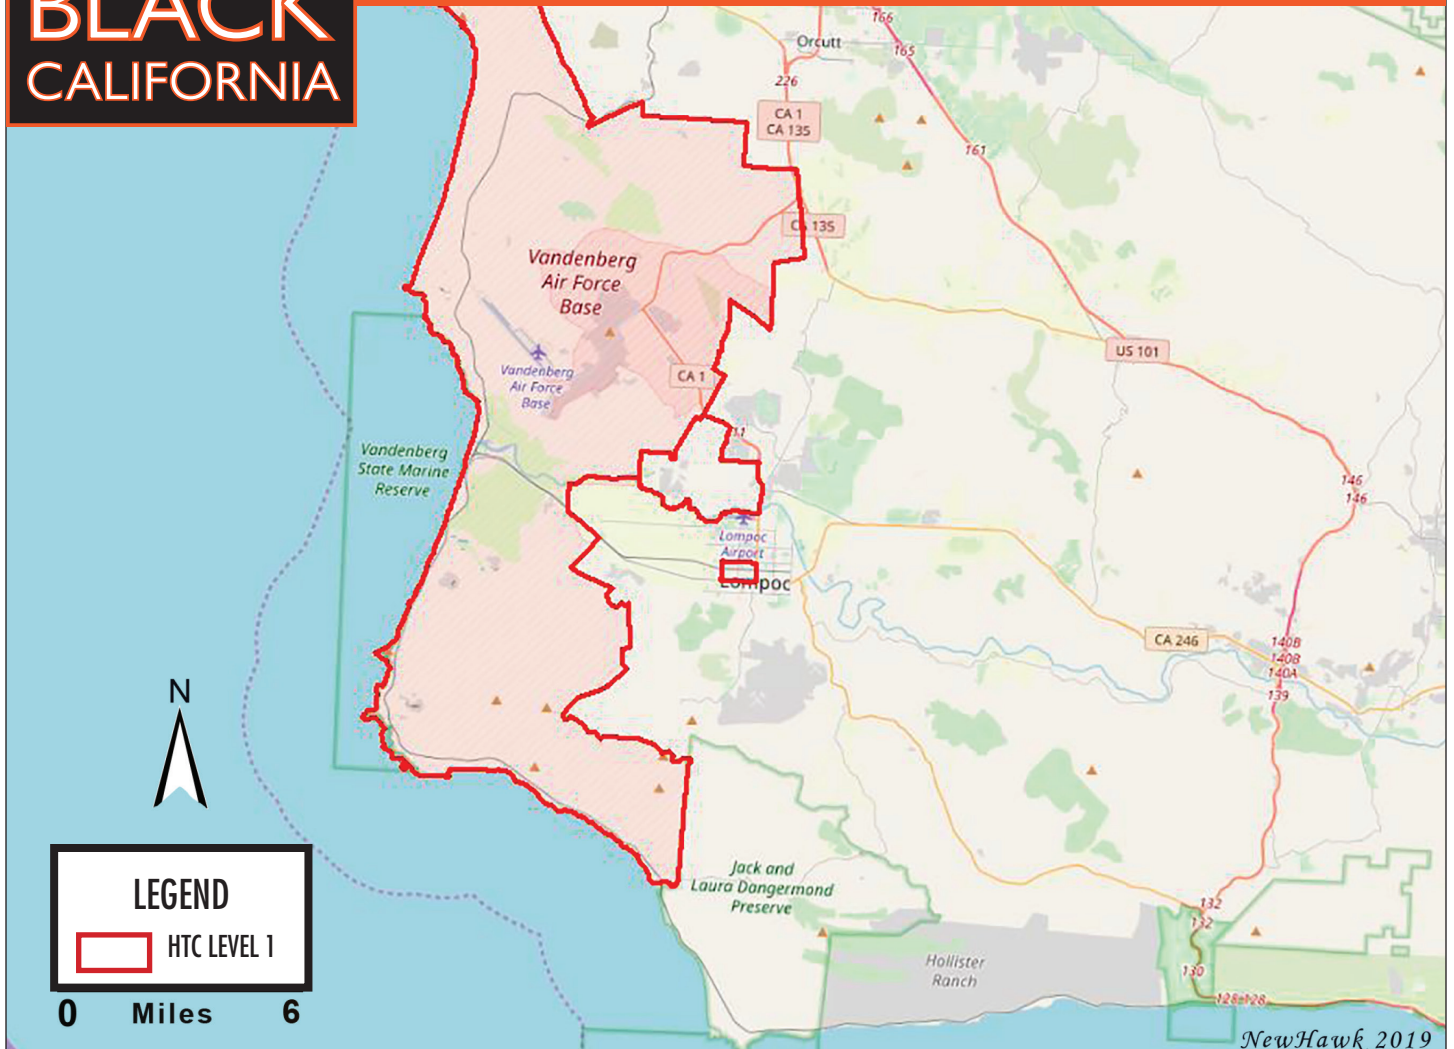 BLACK
CALIFORNIA
166
Orcutt
165
226
CA 1
CA 135
161
CA 135
Vandenberg
Air Force
Base
US 101
Vandenberg
Air Force
Base
CA 1
11
Vandenberg
State Marine
Reserve
146
146
Lompoc
Airport
Lompoc
CA 246
140B
140B
140A
139
N
Jack and
Laura Dangermond
Preserve
132
132
Hollister
Ranch
130
128 128
LEGEND
HTC LEVEL 1
0 Miles 6
NewHawk 2019